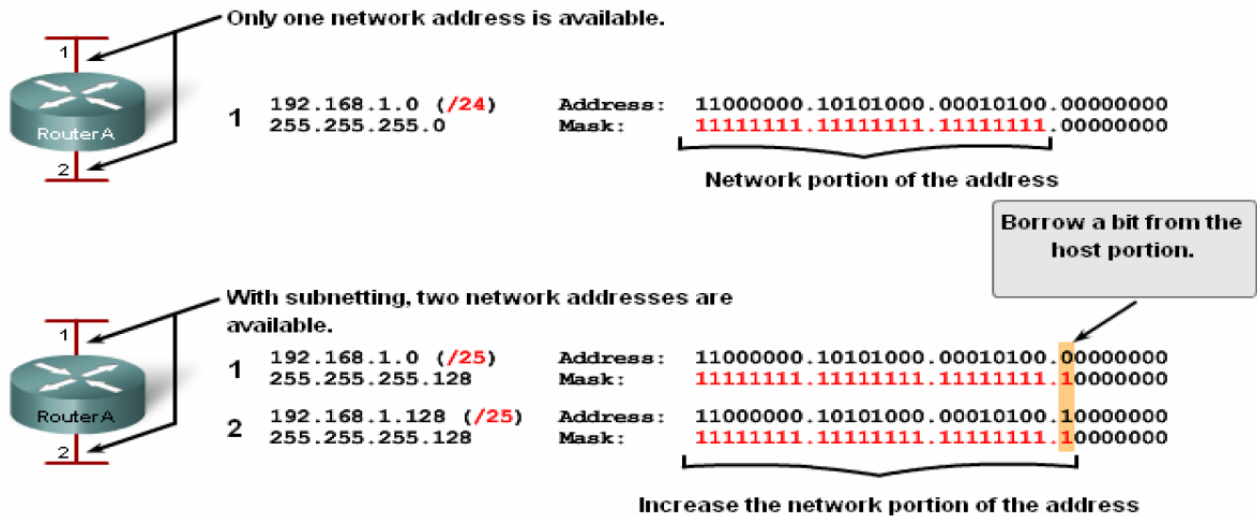 Only one network address is available.
1
RouterA
2
1 192.168.1.0 (/24) Address: 11000000.10101000.00010100.00000000
255.255.255.0 Mask: 11111111.11111111.11111111.00000000
Network portion of the address
Borrow a bit from the
host portion.
With subnetting, two network addresses are
available.
1
RouterA
2
1 192.168.1.0 (/25) Address: 11000000.10101000.00010100.00000000
255.255.255.128 Mask: 11111111.11111111.11111111.10000000
2 192.168.1.128 (/25) Address: 11000000.10101000.00010100.10000000
255.255.255.128 Mask: 11111111.11111111.11111111.10000000
Increase the network portion of the address